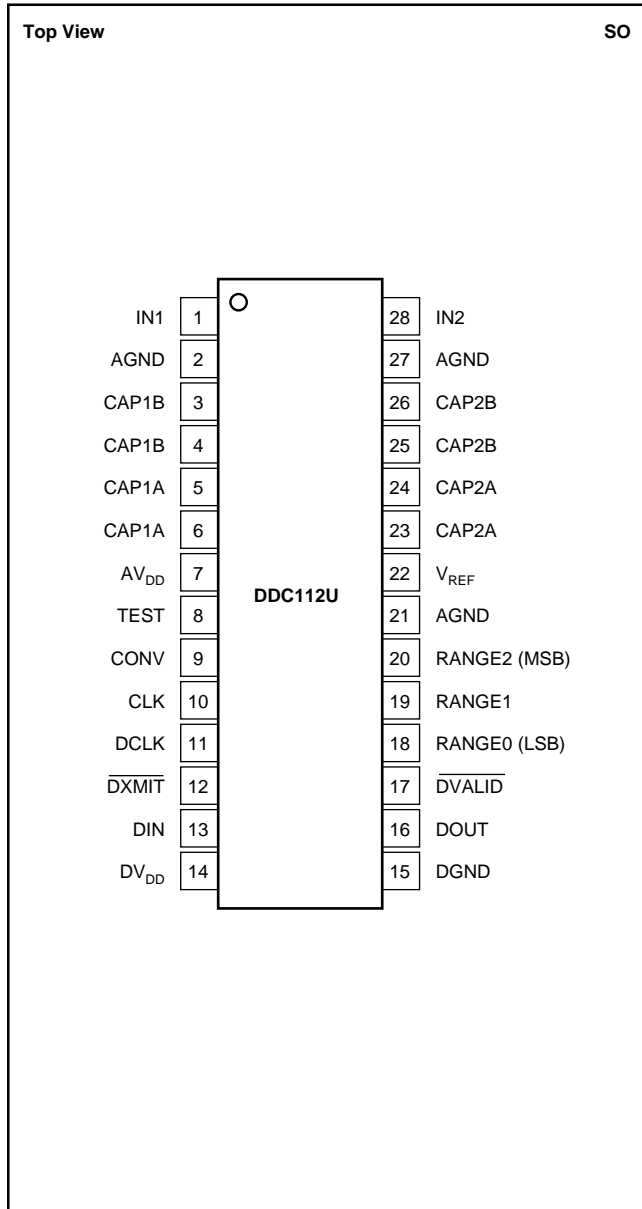 Top View SO
IN1 1 28 IN2
AGND 2 27 AGND
CAP1B 3 26 CAP2B
CAP1B 4 25 CAP2B
CAP1A 5 24 CAP2A
CAP1A 6 23 CAP2A
AVDD 7 22 VREF
DDC112U
TEST 8 21 AGND
CONV 9 20 RANGE2 (MSB)
CLK 10 19 RANGE1
DCLK 11 18 RANGE0 (LSB)
DXMIT 12 17 DVALID
DIN 13 16 DOUT
DVDD 14 15 DGND